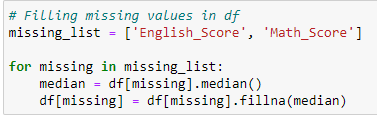 # Filling missing values in df
missing_list = ['English_Score', 'Math_Score']
for missing in missing_list:
    median = df[missing].median()
    df[missing] = df[missing].fillna(median)